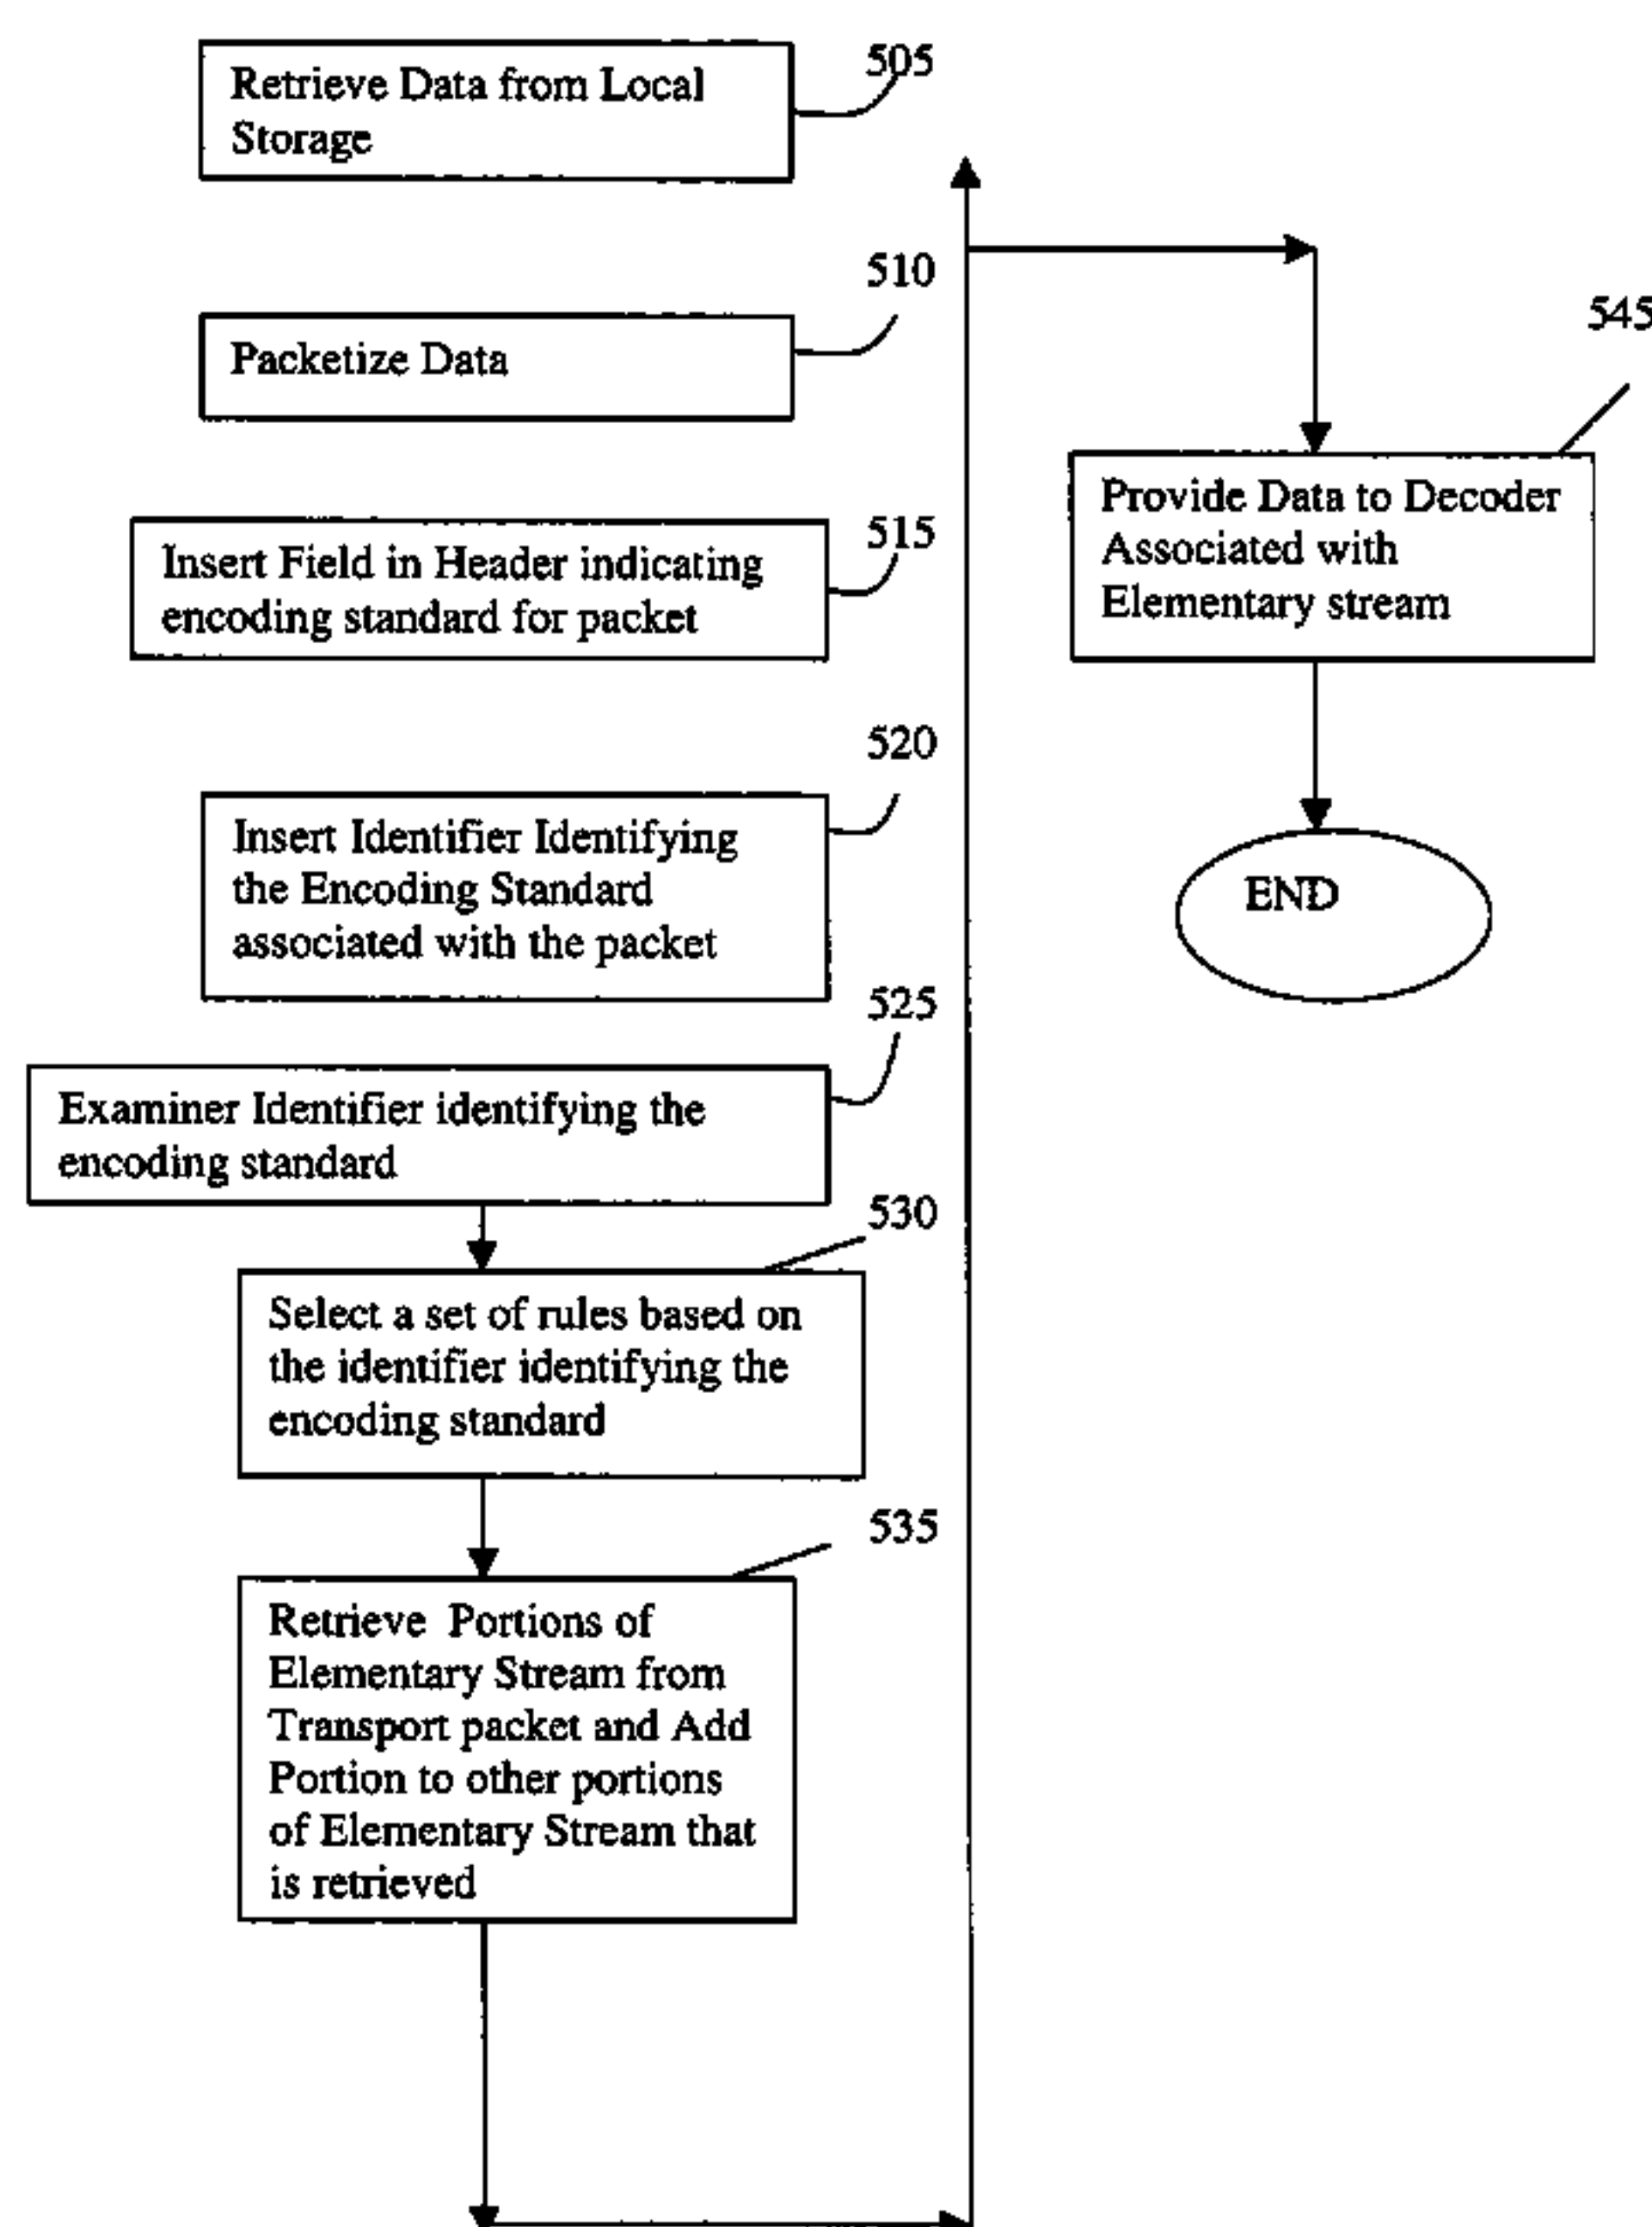 505
Retrieve Data from Local
Storage
510
Packetize Data
515
Insert Field in Header indicating
encoding standard for packet
520
Insert Identifier Identifying
the Encoding Standard
associated with the packet
525
Examiner Identifier identifying the
encoding standard
530
Select a set of rules based on
the identifier identifying the
encoding standard
535
Retrieve Portions of
Elementary Stream from
Transport packet and Add
Portion to other portions
of Elementary Stream that
is retrieved
545
Provide Data to Decoder
Associated with
Elementary stream
END